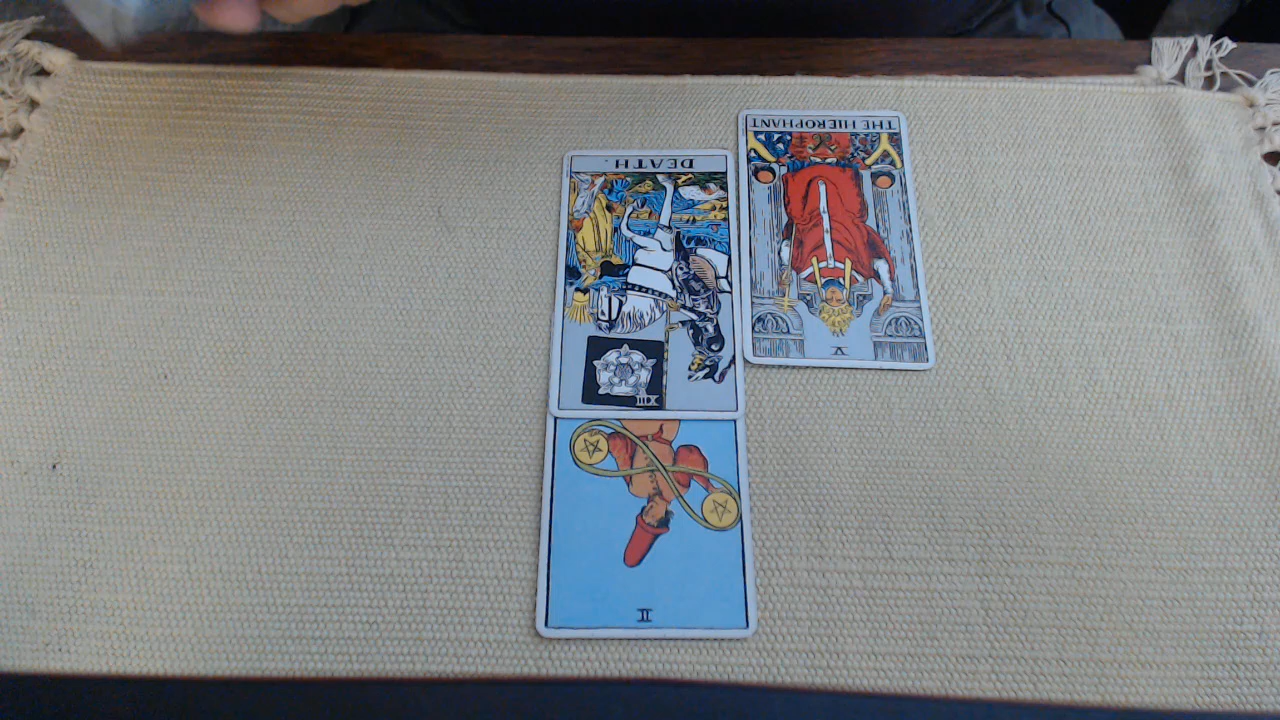 THE HIEROPHANT
V
DEATH.
XIII
II